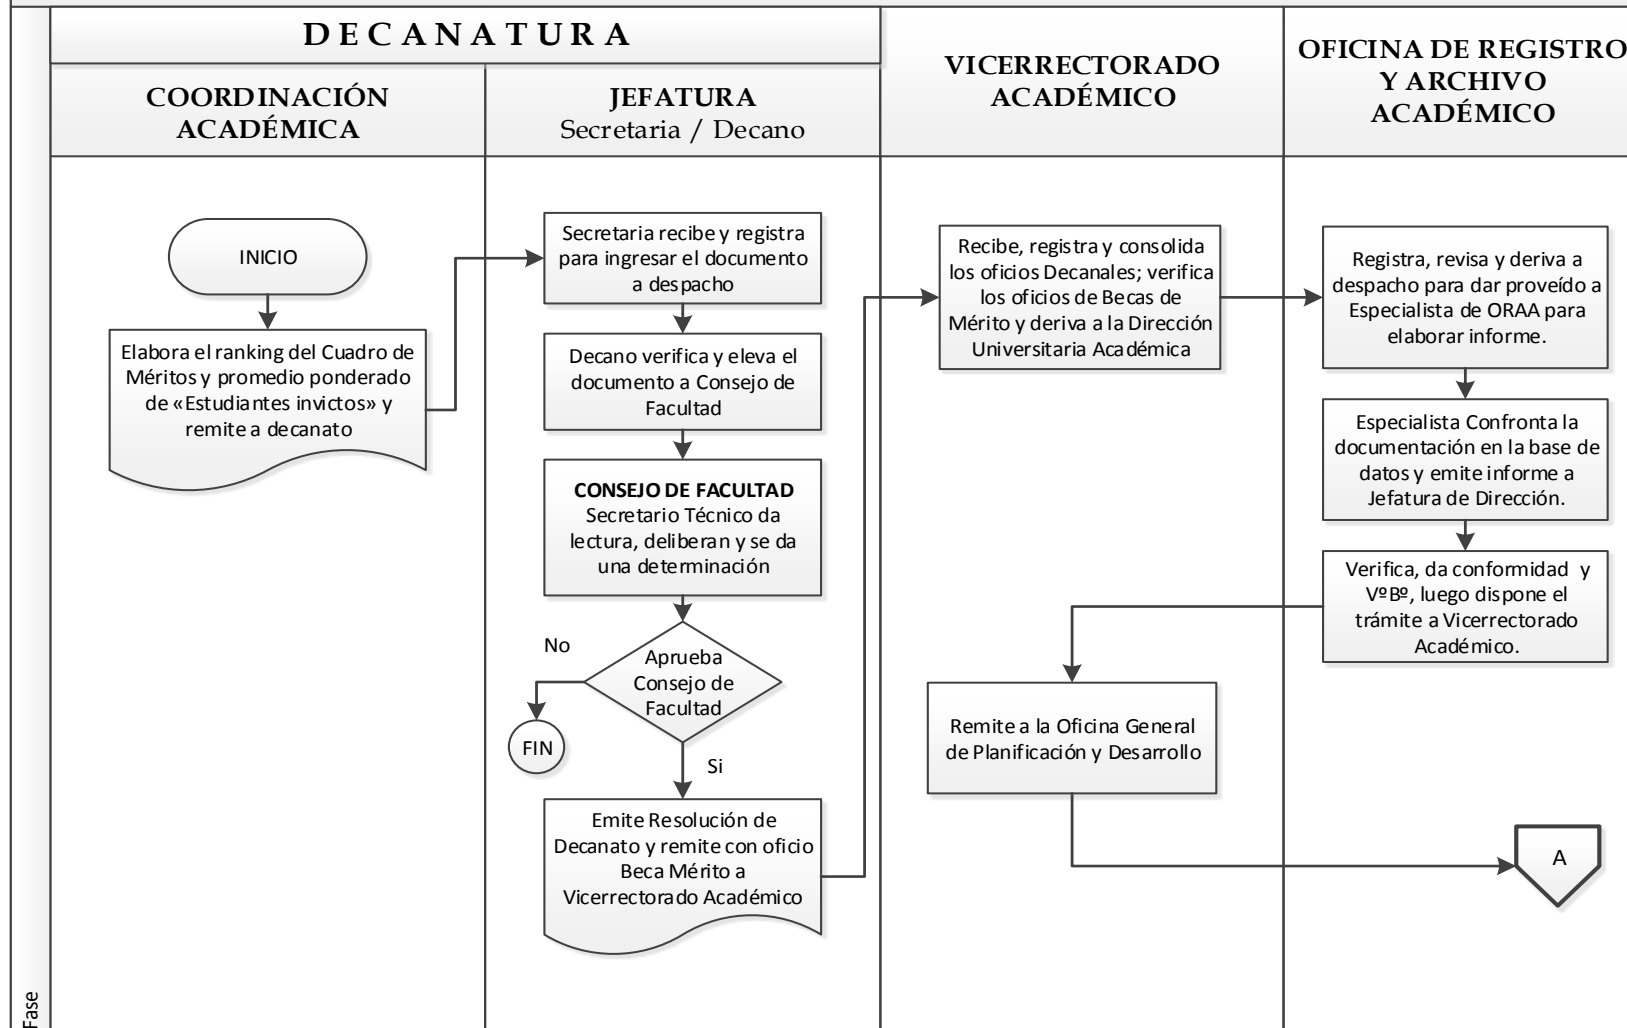 DECANATURA
COORDINACIÓN
ACADÉMICA
JEFATURA
Secretaria / Decano
VICERRECTORADO
ACADÉMICO
OFICINA DE REGISTRO
Y ARCHIVO
ACADÉMICO
INICIO
Elabora el ranking del Cuadro de
Méritos y promedio ponderado
de «Estudiantes invictos» y
remite a decanato
Secretaria recibe y registra
para ingresar el documento
a despacho
Decano verifica y eleva el
documento a Consejo de
Facultad
CONSEJO DE FACULTAD
Secretario Técnico da
lectura, deliberan y se da
una determinación
Aprueba
Consejo de
Facultad
No
FIN
Si
Emite Resolución de
Decanato y remite con oficio
Beca Mérito a
Vicerrectorado Académico
Recibe, registra y consolida
los oficios Decanales; verifica
los oficios de Becas de
Mérito y deriva a la Dirección
Universitaria Académica
Registra, revisa y deriva a
despacho para dar proveído a
Especialista de ORAA para
elaborar informe.
Especialista Confronta la
documentación en la base de
datos y emite informe a
Jefatura de Dirección.
Verifica, da conformidad y
VºBº, luego dispone el
trámite a Vicerrectorado
Académico.
Remite a la Oficina General
de Planificación y Desarrollo
A
Fase